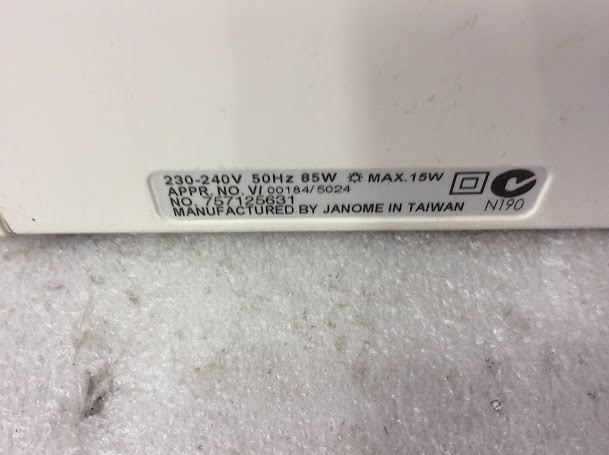 230-240V 50Hz 85W ☼ MAX.15W
APPR. NO. V/ 00184/5024
NO. 757125631
MANUFACTURED BY JANOME IN TAIWAN
N190